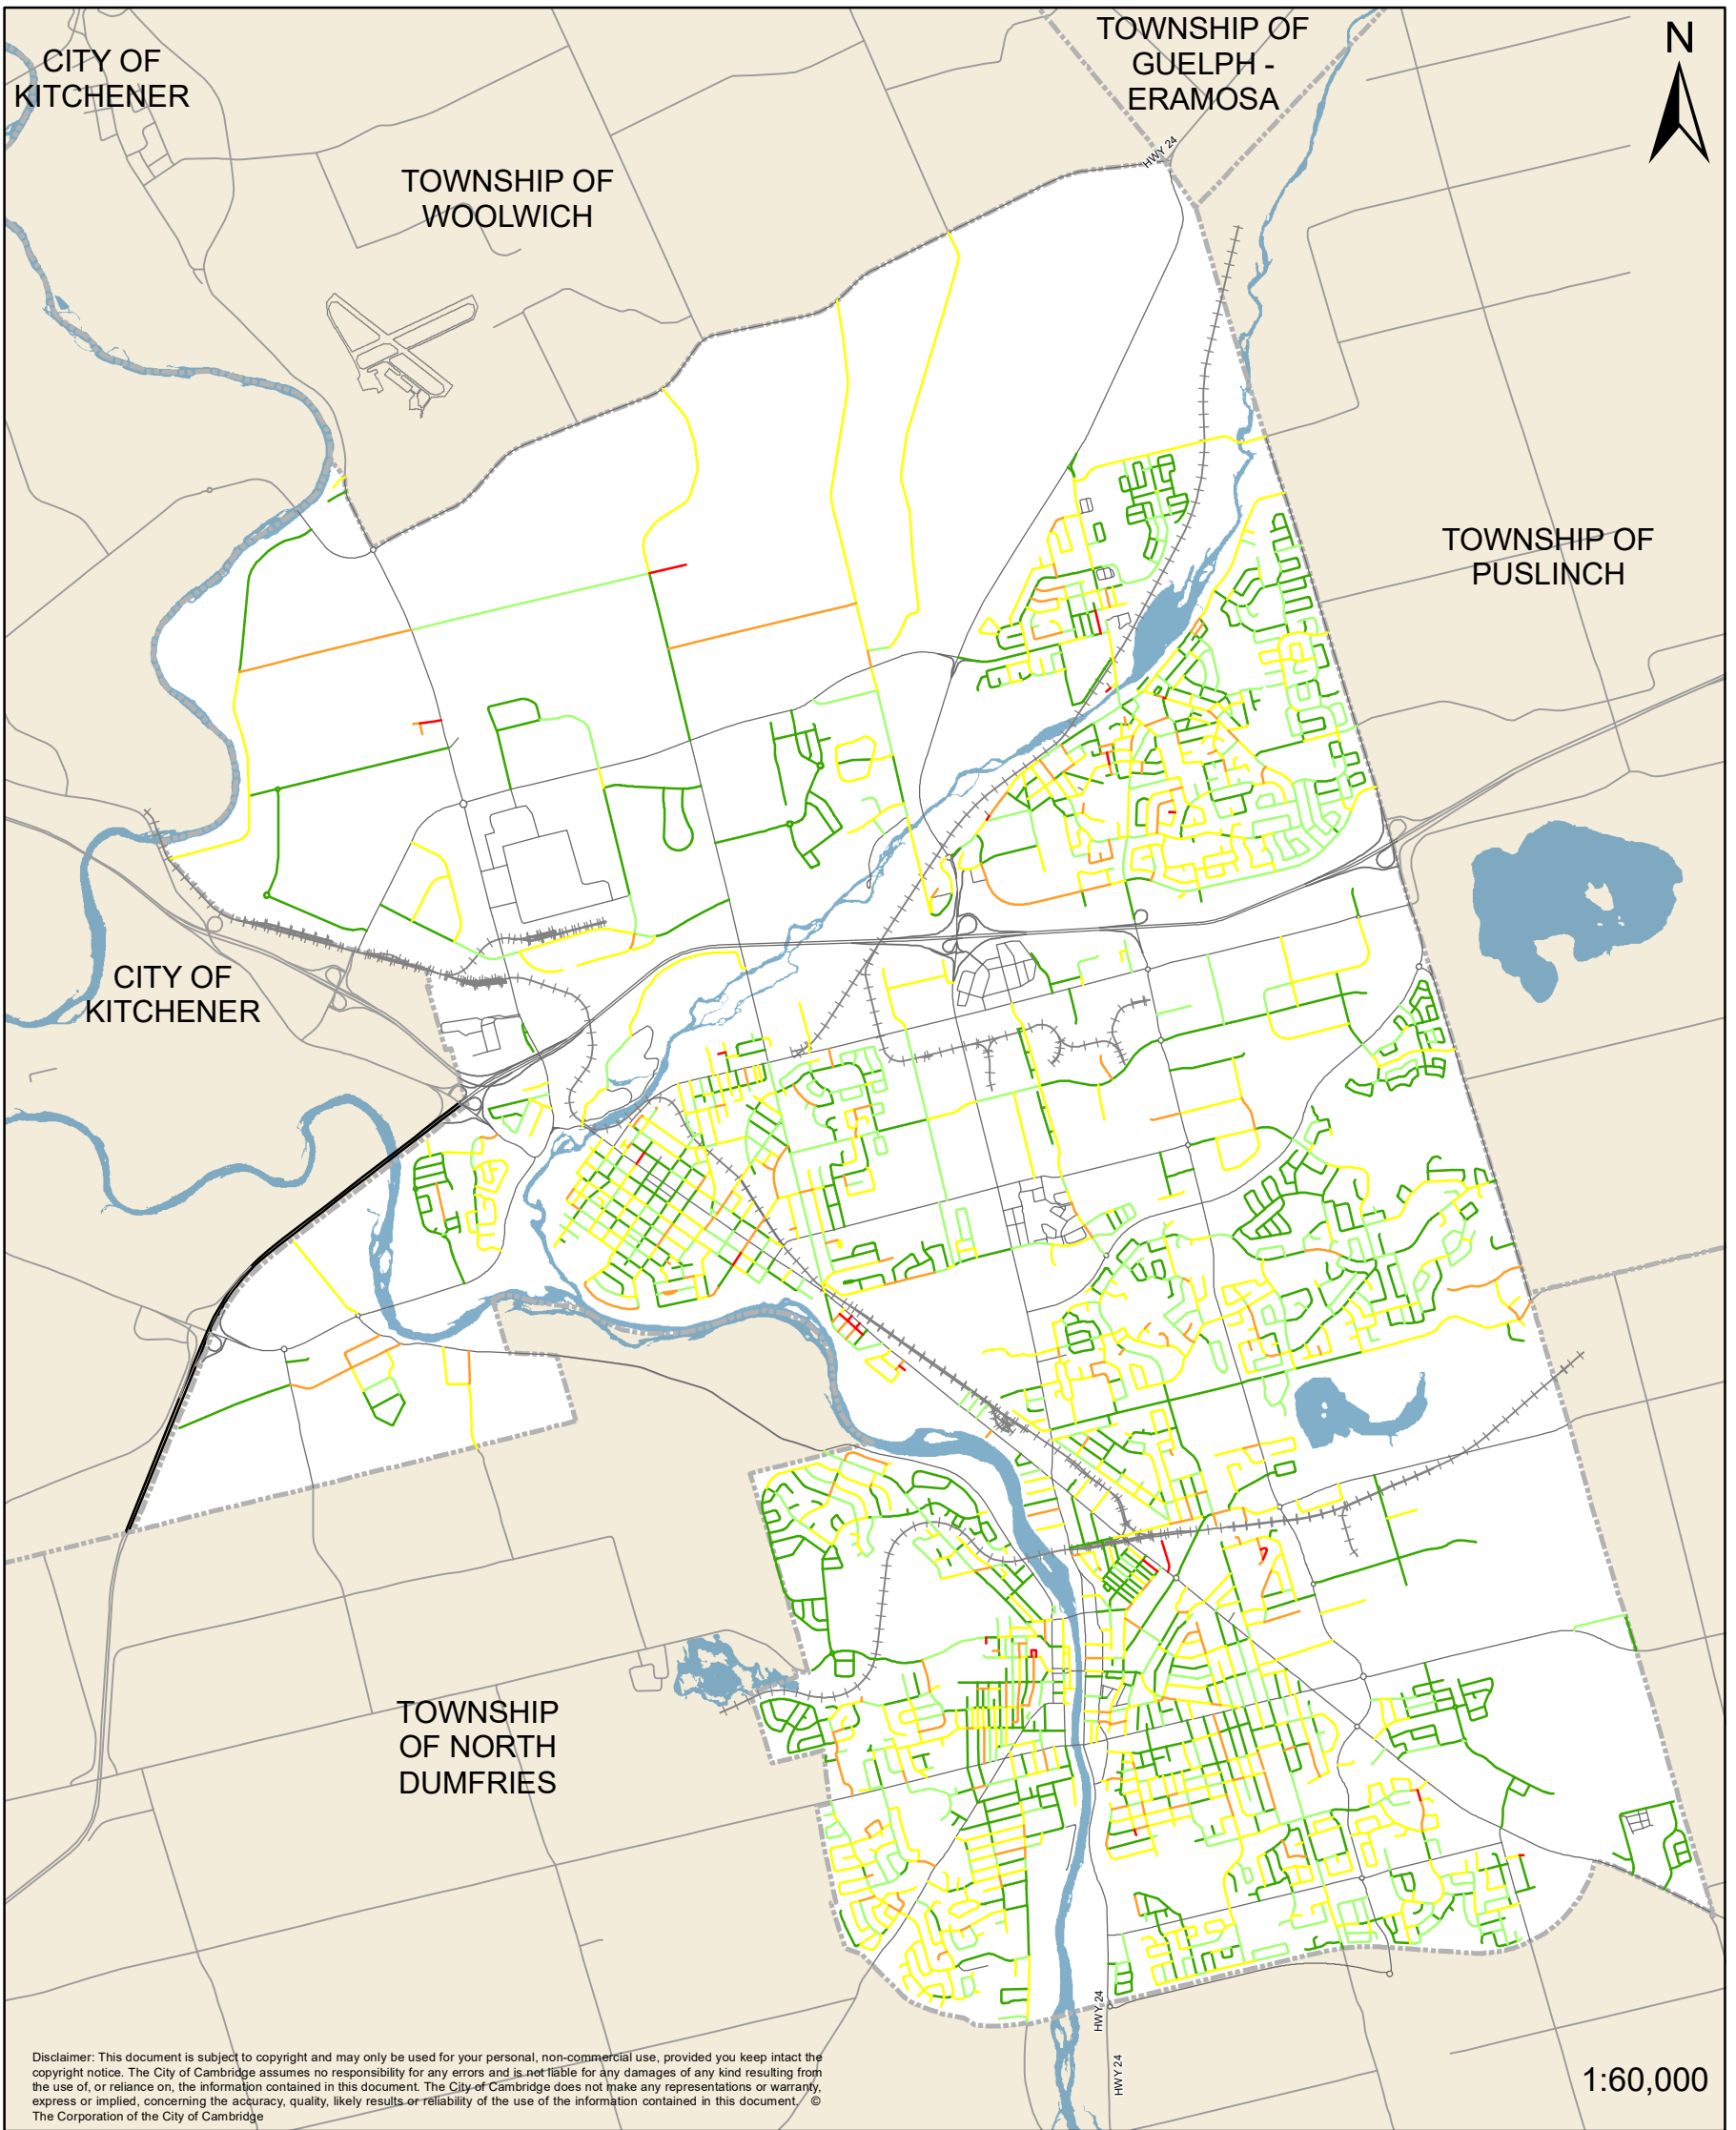 CITY OF
KITCHENER
TOWNSHIP OF
GUELPH -
ERAMOSA
N
HWY 24
TOWNSHIP OF
WOOLWICH
TOWNSHIP OF
PUSLINCH
CITY OF
KITCHENER
TOWNSHIP
OF NORTH
DUMFRIES
HWY 24
HWY 24
Disclaimer: This document is subject to copyright and may only be used for your personal, non-commercial use, provided you keep intact the
copyright notice. The City of Cambridge assumes no responsibility for any errors and is not liable for any damages of any kind resulting from
the use of, or reliance on, the information contained in this document. The City of Cambridge does not make any representations or warranty,
express or implied, concerning the accuracy, quality, likely results or reliability of the use of the information contained in this document. ©
The Corporation of the City of Cambridge
1:60,000